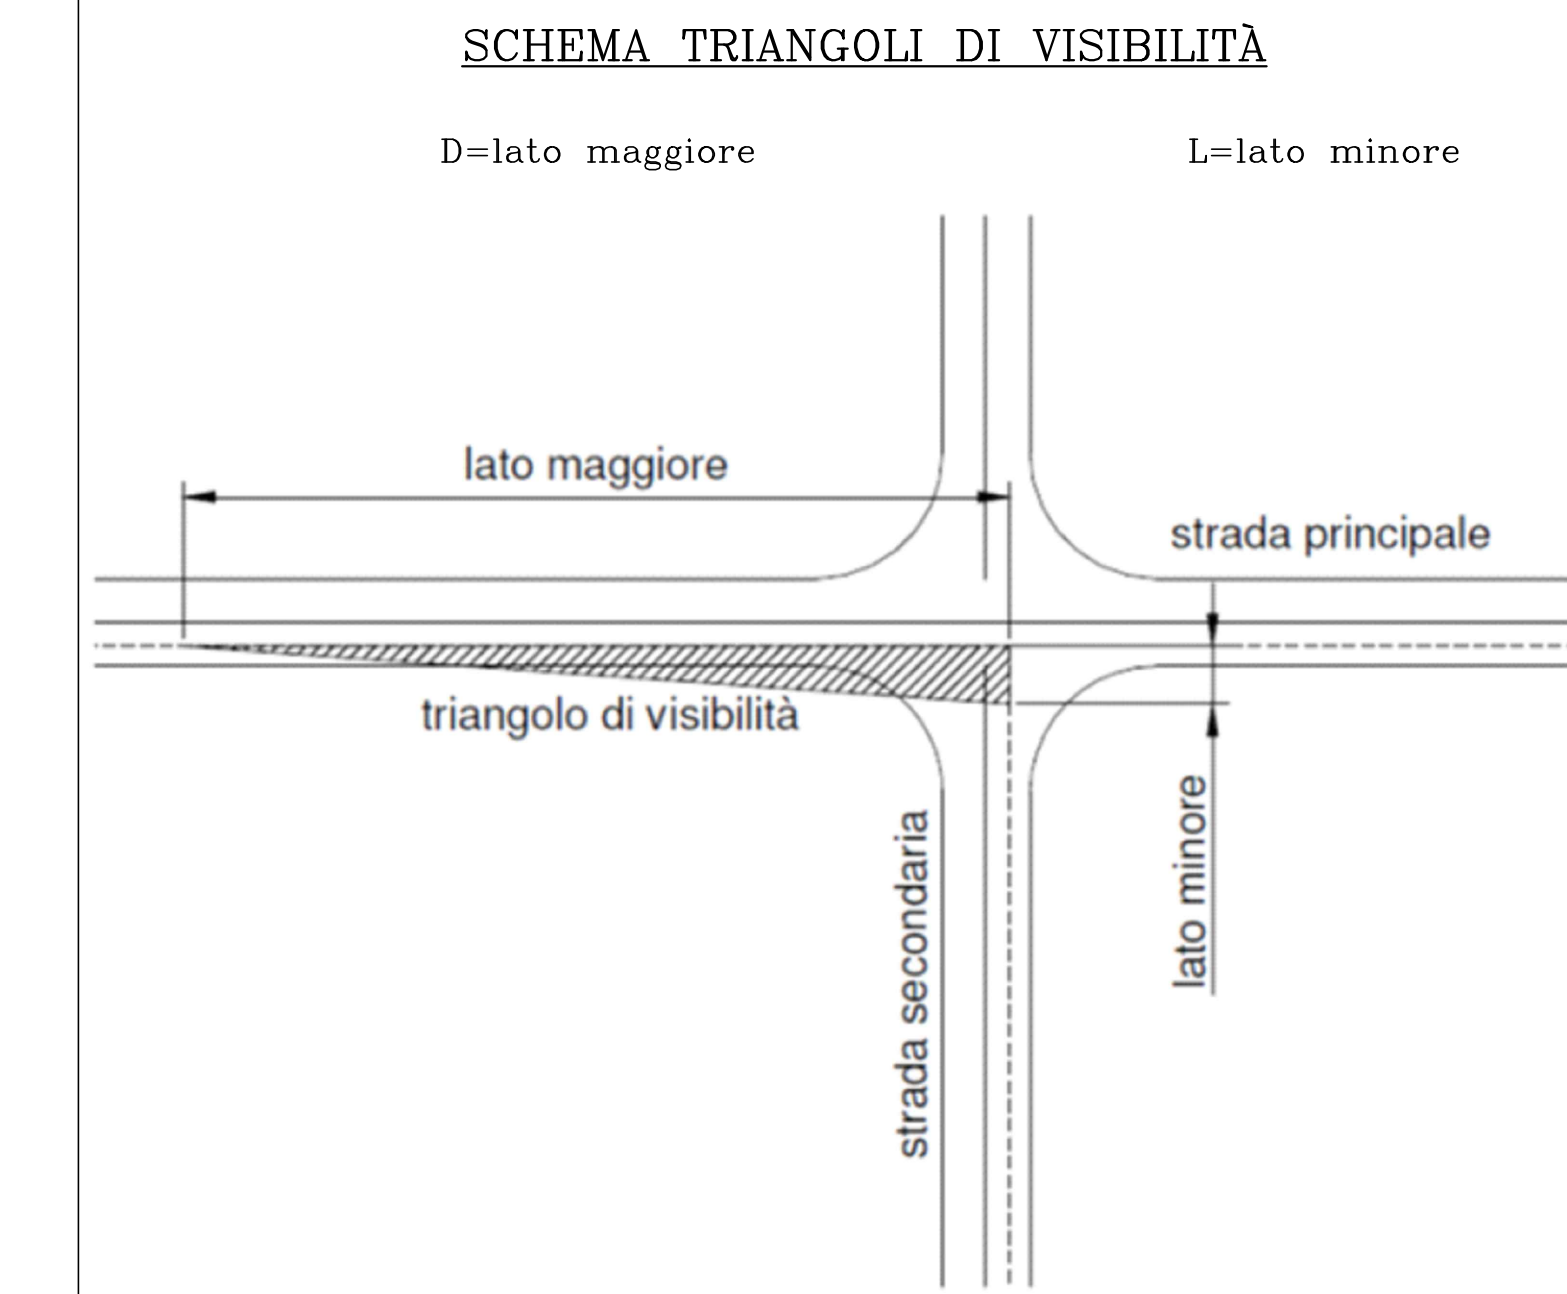 SCHEMA TRIANGOLI DI VISIBILITÀ
D=lato maggiore
L=lato minore
lato maggiore
strada principale
triangolo di visibilità
lato minore
strada secondaria